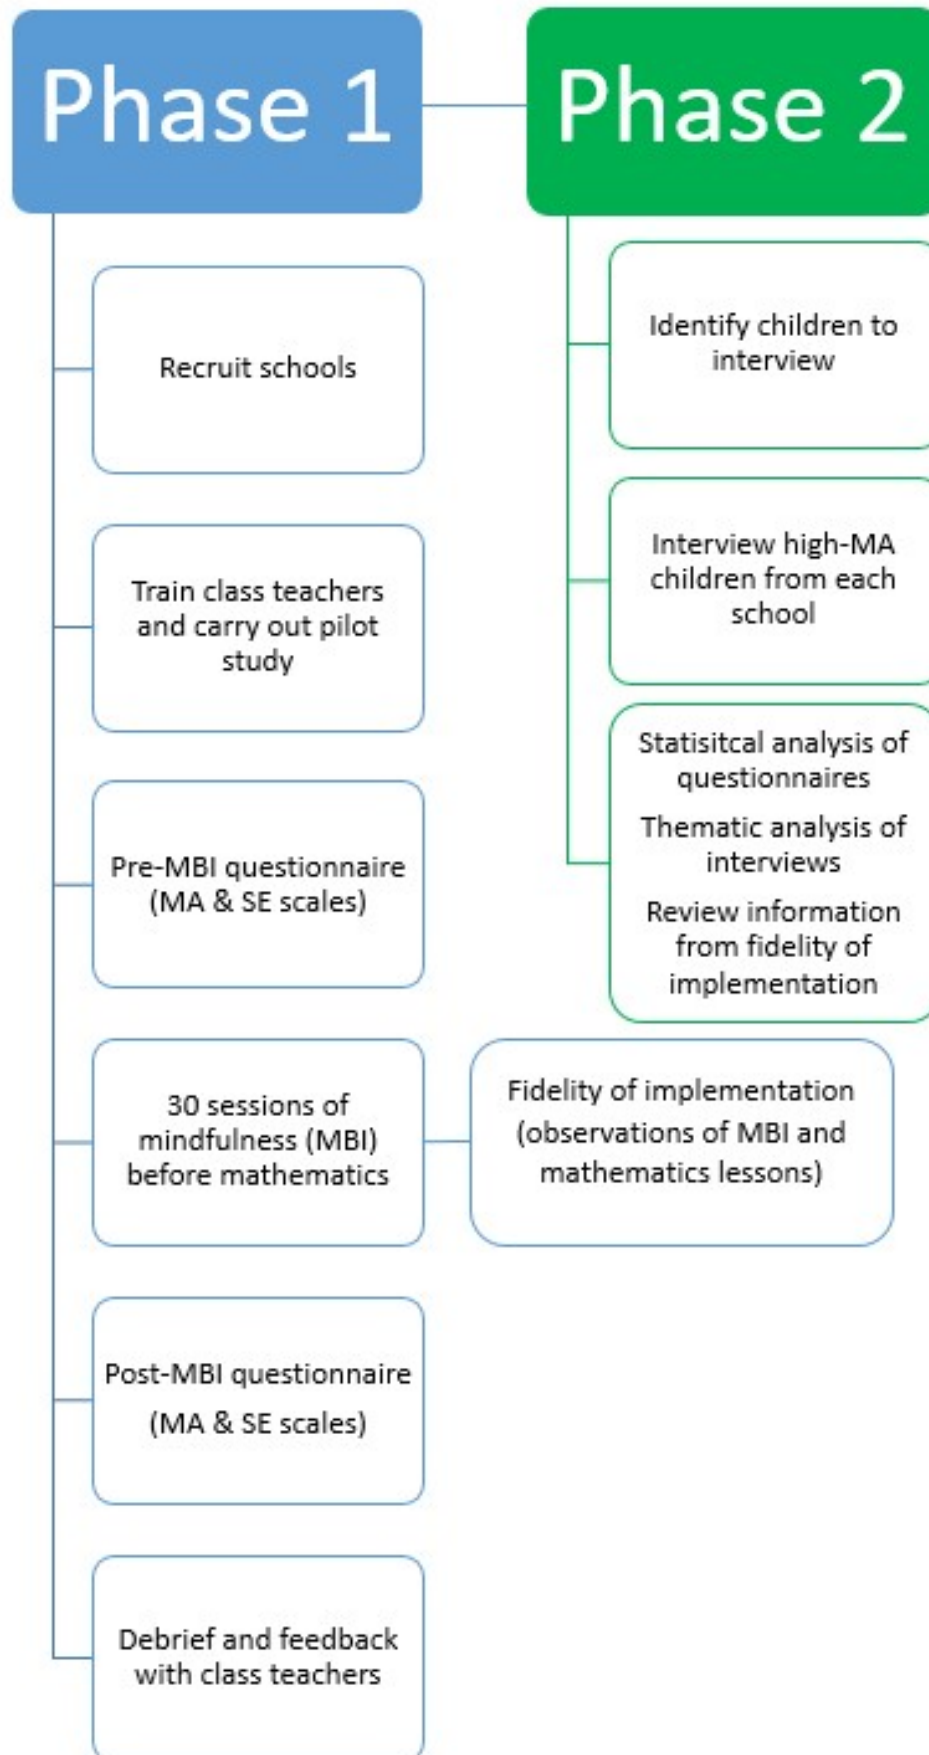 Phase 1
Recruit schools
Train class teachers
and carry out pilot
study
Pre-MBI questionnaire
(MA & SE scales)
30 sessions of
mindfulness (MBI)
before mathematics
Fidelity of implementation
(observations of MBI and
mathematics lessons)
Post-MBI questionnaire
(MA & SE scales)
Debrief and feedback
with class teachers
Phase 2
Identify children to
interview
Interview high-MA
children from each
school
Statisitcal analysis of
questionnaires
Thematic analysis of
interviews
Review information
from fidelity of
implementation